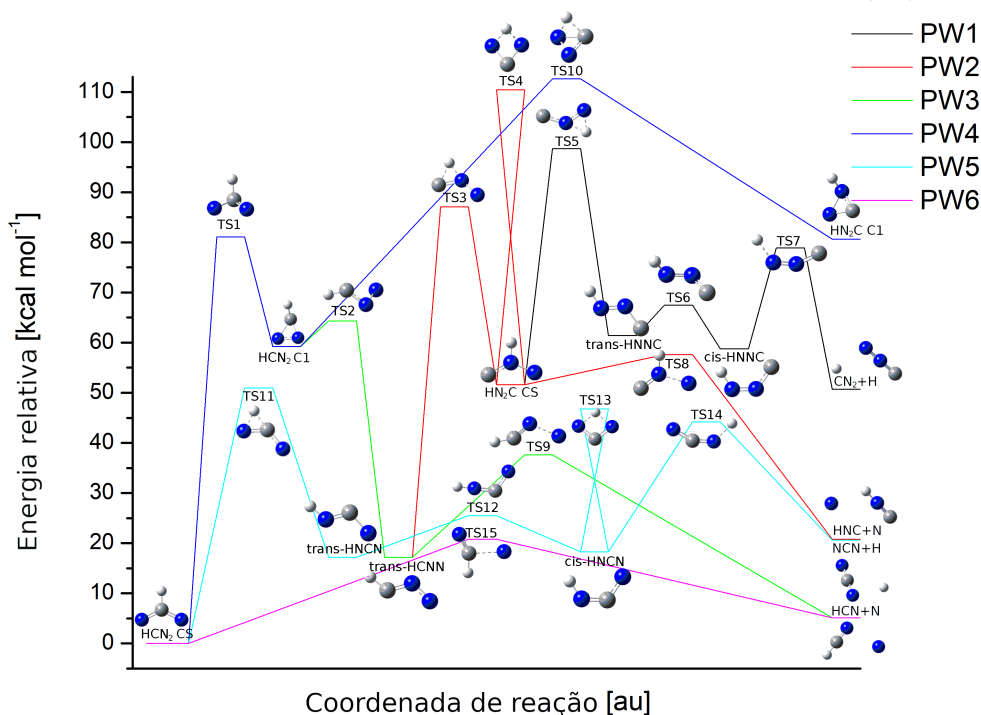 PW1
PW2
PW3
PW4
PW5
PW6
Energia relativa [kcal mol⁻¹]
110
100
90
80
70
60
50
40
30
20
10
0
TS4
TS10
TS5
TS1
TS3
TS7
HN₂C C1
TS2
TS6
HCN₂ C1
trans-HNNC
cis-HNNC
TS8
CN₂+H
HN₂C CS
TS11
TS13
TS14
TS9
TS12
TS15
HNC+N
NCN+H
trans-HNCN
trans-HCNN
cis-HNCN
HCN+N
HCN₂ CS
Coordenada de reação [au]